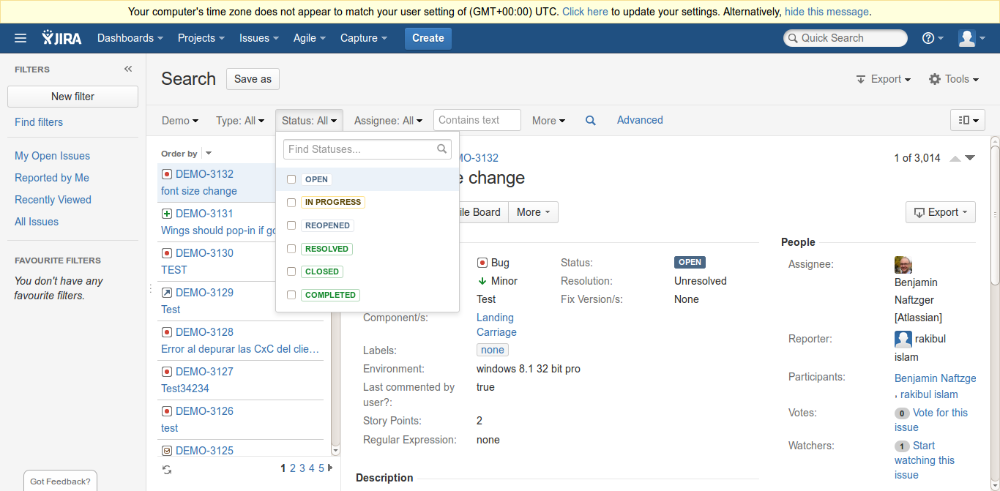 Your computer's time zone does not appear to match your user setting of (GMT+00:00) UTC. Click here to update your settings. Alternatively, hide this message.
JIRA Dashboards Projects Issues Agile Capture Create Quick Search
FILTERS
New filter
Find filters
My Open Issues
Reported by Me
Recently Viewed
All Issues
FAVOURITE FILTERS
You don't have any
favourite filters.
Got Feedback?
Search Save as Export Tools
Demo Type: All Status: All Assignee: All Contains text More Advanced
Find Statuses...
OPEN
IN PROGRESS
REOPENED
RESOLVED
CLOSED
COMPLETED
Order by
DEMO-3132
font size change
DEMO-3131
Wings should pop-in if go
DEMO-3130
TEST
DEMO-3129
Test
DEMO-3128
Error al depurar las CxC del clie…
DEMO-3127
Test34234
DEMO-3126
test
DEMO-3125
1 2 3 4 5
MO-3132 1 of 3,014
change
ile Board More Export
Bug Status: OPEN
Minor Resolution: Unresolved
Test Fix Version/s: None
Component/s: Landing
Carriage
Labels: none
Environment: windows 8.1 32 bit pro
Last commented by true
user?:
Story Points: 2
Regular Expression: none
Description
People
Assignee:
Benjamin
Naftzger
[Atlassian]
Reporter: rakibul
islam
Participants: Benjamin Naftzge
, rakibul islam
Votes: 0 Vote for this
issue
Watchers: 1 Start
watching this
issue